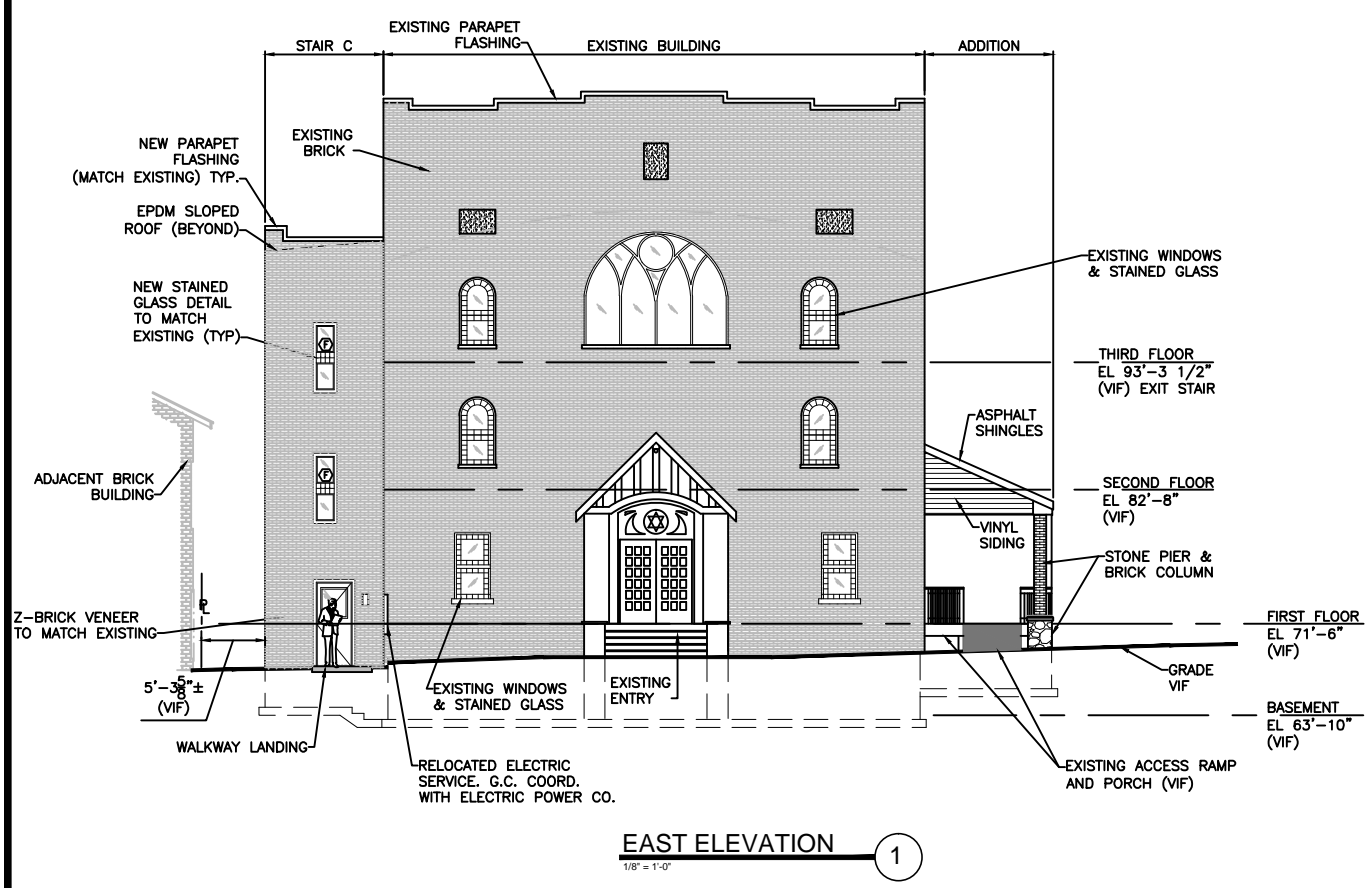 EXISTING PARAPET
FLASHING
STAIR C
EXISTING BUILDING
ADDITION
NEW PARAPET
FLASHING
(MATCH EXISTING) TYP.
EXISTING
BRICK
EPDM SLOPED
ROOF (BEYOND)
NEW STAINED
GLASS DETAIL
TO MATCH
EXISTING (TYP)
F
F
EXISTING WINDOWS
& STAINED GLASS
THIRD FLOOR
EL 93'-3 1/2"
(VIF) EXIT STAIR
ASPHALT
SHINGLES
ADJACENT BRICK
BUILDING
SECOND FLOOR
EL 82'-8"
(VIF)
VINYL
SIDING
STONE PIER &
BRICK COLUMN
PL
Z-BRICK VENEER
TO MATCH EXISTING
FIRST FLOOR
EL 71'-6"
(VIF)
5'-3 5/8"±
(VIF)
EXISTING WINDOWS
& STAINED GLASS
EXISTING
ENTRY
GRADE
VIF
BASEMENT
EL 63'-10"
(VIF)
WALKWAY LANDING
RELOCATED ELECTRIC
SERVICE. G.C. COORD.
WITH ELECTRIC POWER CO.
EXISTING ACCESS RAMP
AND PORCH (VIF)
EAST ELEVATION
1
1/8" = 1'-0"